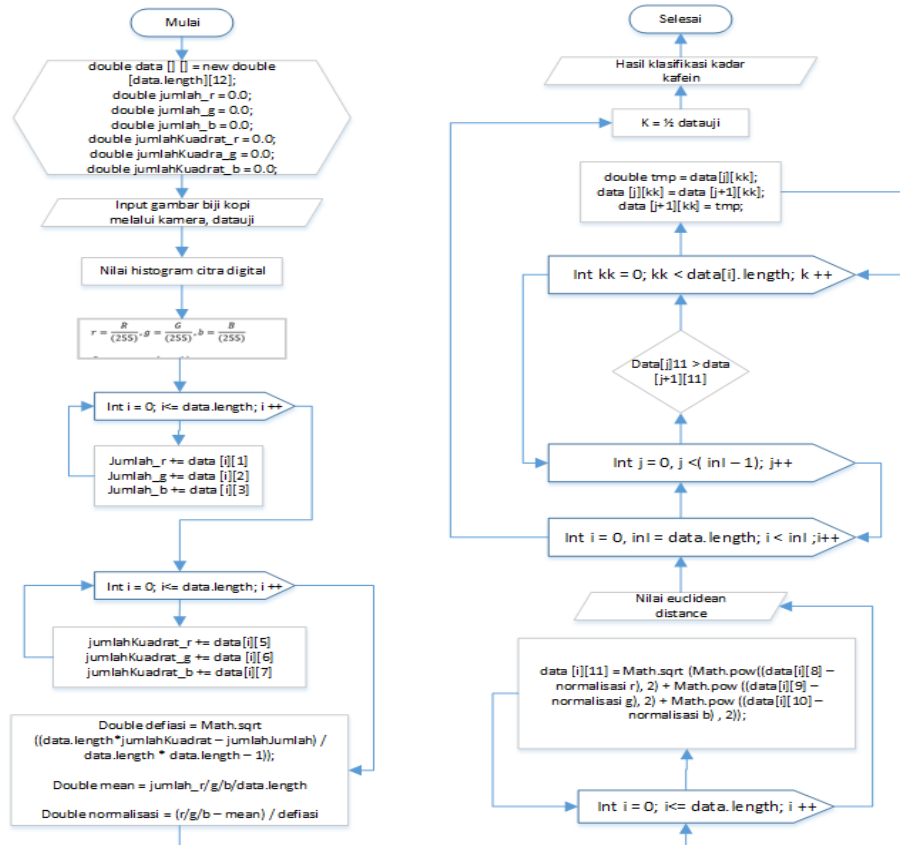 Mulai
double data [] [] = new double
[data.length][12];
double jumlah_r = 0.0;
double jumlah_g = 0.0;
double jumlah_b = 0.0;
double jumlahKuadrat_r = 0.0;
double jumlahKuadra_g = 0.0;
double jumlahKuadrat_b = 0.0;
Input gambar biji kopi
melalui kamera, datauji
Nilai histogram citra digital
r = R/(255), g = G/(255), b = B/(255)
Int i = 0; i<= data.length; i ++
Jumlah_r += data [i][1]
Jumlah_g += data [i][2]
Jumlah_b += data [i][3]
Int i = 0; i<= data.length; i ++
jumlahKuadrat_r += data[i][5]
jumlahKuadrat_g += data [i][6]
jumlahKuadrat_b += data[i][7]
Double defiasi = Math.sqrt
((data.length*jumlahKuadrat – jumlahJumlah) /
data.length * data.length – 1));
Double mean = jumlah_r/g/b/data.length
Double normalisasi = (r/g/b – mean) / defiasi
Selesai
Hasil klasifikasi kadar
kafein
K = ½ datauji
double tmp = data[j][kk];
data [j][kk] = data [j+1][kk];
data [j+1][kk] = tmp;
Int kk = 0; kk < data[i].length; k ++
Data[j]11 > data
[j+1][11]
Int j = 0, j <( inl – 1); j++
Int i = 0, inl = data.length; i < inl ;i++
Nilai euclidean
distance
data [i][11] = Math.sqrt (Math.pow((data[i][8] –
normalisasi r), 2) + Math.pow ((data[i][9] –
normalisasi g), 2) + Math.pow ((data[i][10] –
normalisasi b) , 2));
Int i = 0; i<= data.length; i ++